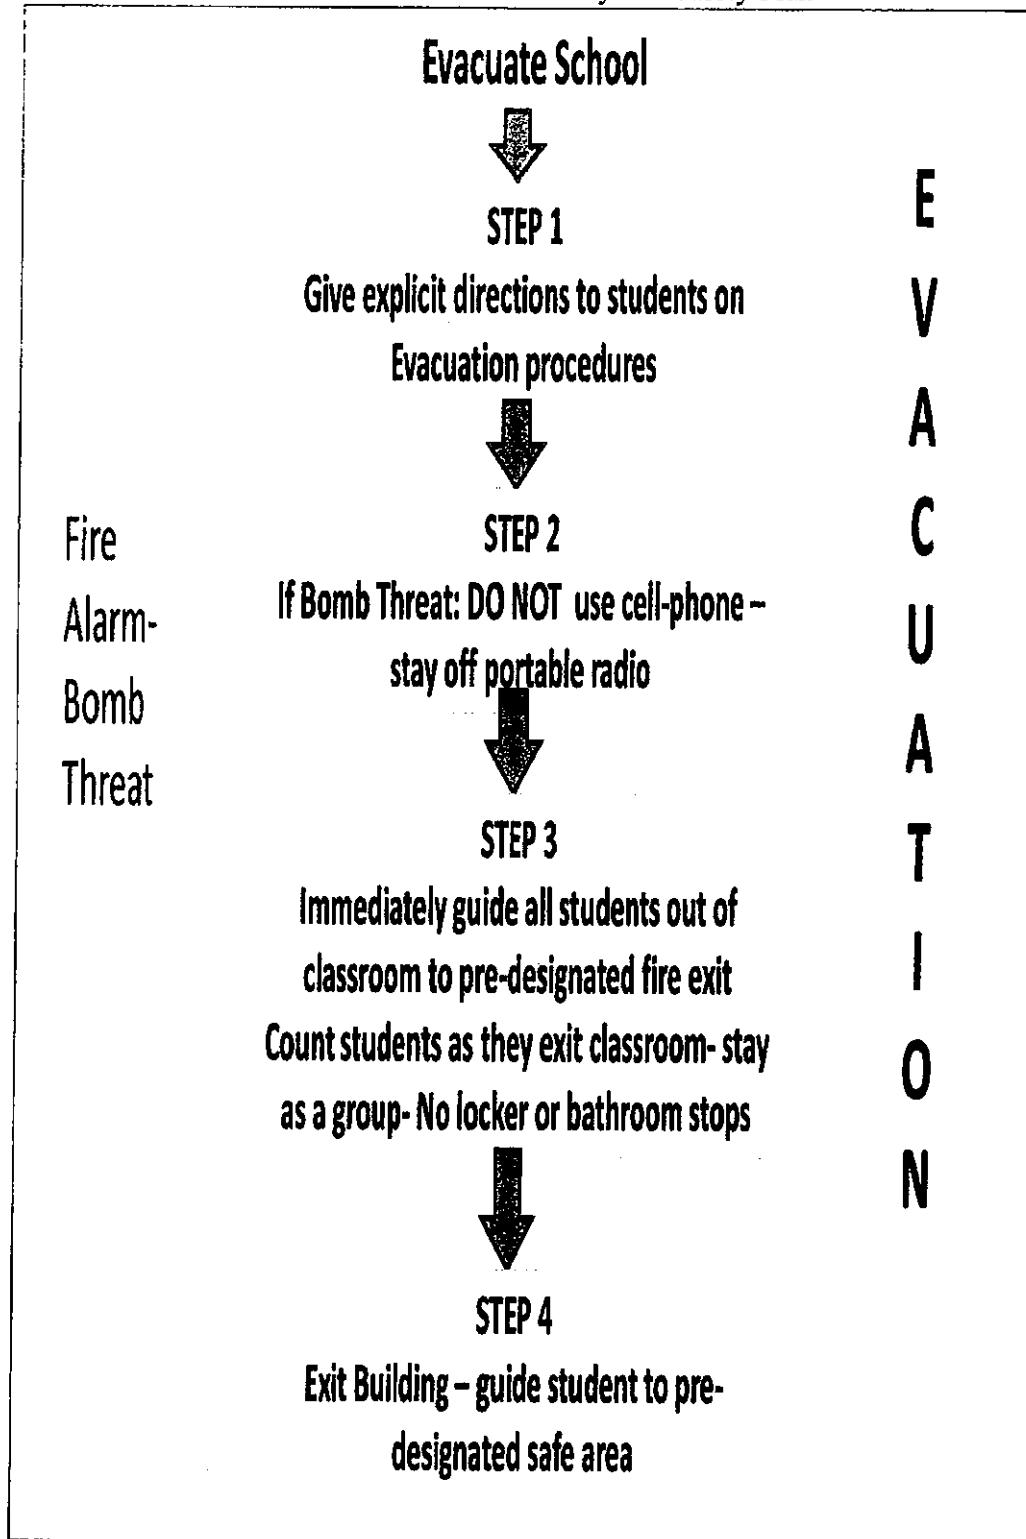 Evacuate School
STEP 1
Give explicit directions to students on
Evacuation procedures
STEP 2
If Bomb Threat: DO NOT use cell-phone –
stay off portable radio
STEP 3
Immediately guide all students out of
classroom to pre-designated fire exit
Count students as they exit classroom- stay
as a group- No locker or bathroom stops
STEP 4
Exit Building – guide student to pre-
designated safe area
Fire
Alarm-
Bomb
Threat
E
V
A
C
U
A
T
I
O
N